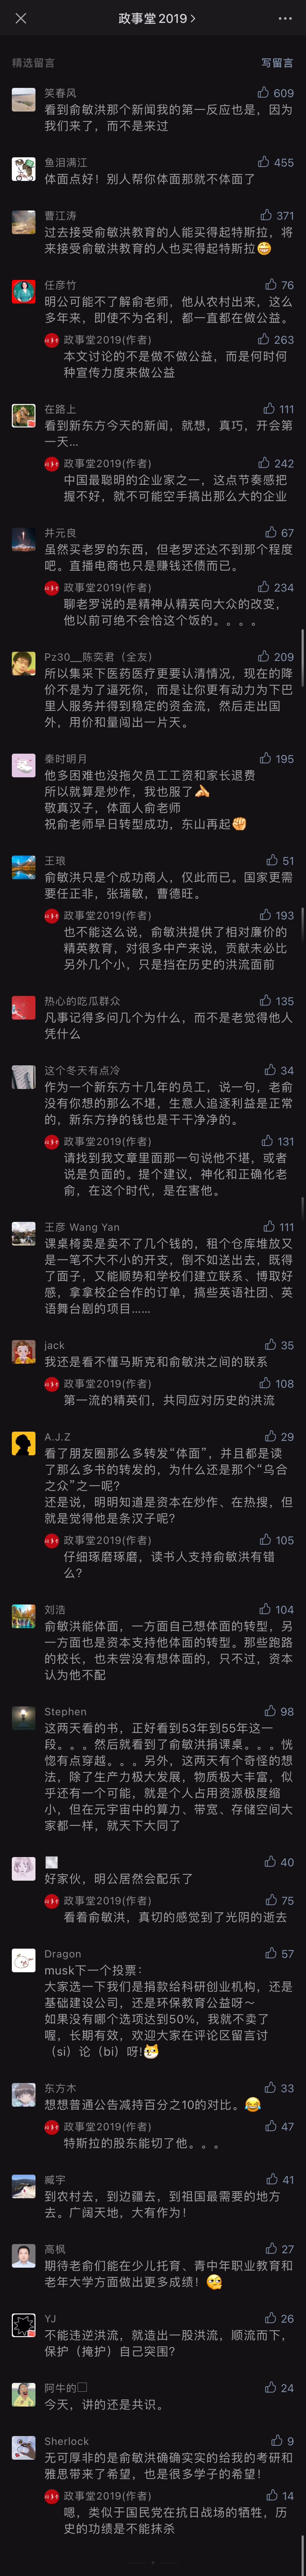 政事堂2019
精选留言
写留言
笑春风
609
看到俞敏洪那个新闻我的第一反应也是，因为
我们来了，而不是来过
鱼泪满江
455
体面点好！别人帮你体面那就不体面了
曹江涛
371
过去接受俞敏洪教育的人能买得起特斯拉，将
来接受俞敏洪教育的人也买得起特斯拉😁
任彦竹
76
明公可能不了解俞老师，他从农村出来，这么
多年来，即使不为名利，都一直都在做公益。
政事堂2019(作者)
263
本文讨论的不是做不做公益，而是何时何
种宣传力度来做公益
在路上
111
看到新东方今天的新闻，就想，真巧，开会第
一天…
政事堂2019(作者)
242
中国最聪明的企业家之一，这点节奏感把
握不好，就不可能空手搞出那么大的企业
井元良
67
虽然买老罗的东西，但老罗还达不到那个程度
吧。直播电商也只是赚钱还债而已。
政事堂2019(作者)
234
聊老罗说的是精神从精英向大众的改变，
他以前可绝不会恰这个饭的。。。。
Pz30__陈奕君（全友）
209
所以集采下医药医疗更要认清情况，现在的降
价不是为了逼死你，而是让你更有动力为下巴
里人服务并得到稳定的资金流，然后走出国
外，用价和量闯出一片天。
秦时明月
195
他多困难也没拖欠员工工资和家长退费
所以就算是炒作，我也服了🙏
敬真汉子，体面人俞老师
祝俞老师早日转型成功，东山再起✊
王琅
51
俞敏洪只是个成功商人，仅此而已。国家更需
要任正非，张瑞敏，曹德旺。
政事堂2019(作者)
193
也不能这么说，俞敏洪提供了相对廉价的
精英教育，对很多中产来说，贡献未必比
另外几个小，只是挡在历史的洪流面前
热心的吃瓜群众
135
凡事记得多问几个为什么，而不是老觉得他人
凭什么
这个冬天有点冷
34
作为一个新东方十几年的员工，说一句，老俞
没有你想的那么不堪，生意人追逐利益是正常
的，新东方挣的钱也是干干净净的。
政事堂2019(作者)
131
请找到我文章里面那一句说他不堪，或者
说是负面的。提个建议，神化和正确化老
俞，在这个时代，是在害他。
王彦 Wang Yan
111
课桌椅卖是卖不了几个钱的，租个仓库堆放又
是一笔不大不小的开支，倒不如送出去，既得
了面子，又能顺势和学校们建立联系、博取好
感，拿拿校企合作的订单，搞些英语社团、英
语舞台剧的项目……
jack
35
我还是看不懂马斯克和俞敏洪之间的联系
政事堂2019(作者)
108
第一流的精英们，共同应对历史的洪流
A.J.Z
29
看了朋友圈那么多转发“体面”，并且都是读
了那么多书的转发的，为什么还是那个“乌合
之众”之一呢?
还是说，明明知道是资本在炒作、在热搜，但
就是觉得他是条汉子呢?
政事堂2019(作者)
105
仔细琢磨琢磨，读书人支持俞敏洪有错
么?
刘浩
104
俞敏洪能体面，一方面自己想体面的转型，另
一方面也是资本支持他体面的转型。那些跑路
的校长，也未尝没有想体面的，只不过，资本
认为他不配
Stephen
98
这两天看的书，正好看到53年到55年这一
段。。。然后就看到了俞敏洪捐课桌。。。恍
惚有点穿越。。。另外，这两天有个奇怪的想
法，除了生产力极大发展，物质极大丰富，似
乎还有一个可能，就是个人占用资源极度缩
小，但在元宇宙中的算力、带宽、存储空间大
家都一样，就天下大同了
40
好家伙，明公居然会配乐了
政事堂2019(作者)
75
看着俞敏洪，真切的感觉到了光阴的逝去
Dragon
57
musk下一个投票：
大家选一下我们是捐款给科研创业机构，还是
基础建设公司，还是环保教育公益呀～
如果没有哪个选项达到50%，我就不卖了
喔，长期有效，欢迎大家在评论区留言讨
（si）论（bi）呀!🐱
东方木
33
想想普通公告减持百分之10的对比。😂
政事堂2019(作者)
47
特斯拉的股东能切了他。。。
臧宇
41
到农村去，到边疆去，到祖国最需要的地方
去。广阔天地，大有作为！
高枫
27
期待老俞们能在少儿托育、青中年职业教育和
老年大学方面做出更多成绩！🧐
YJ
26
不能违逆洪流，就造出一股洪流，顺流而下，
保护（掩护）自己突围?
阿牛的
24
今天，讲的还是共识。
Sherlock
9
无可厚非的是俞敏洪确确实实的给我的考研和
雅思带来了希望，也是很多学子的希望！
政事堂2019(作者)
14
嗯，类似于国民党在抗日战场的牺牲，历
史的功绩是不能抹杀